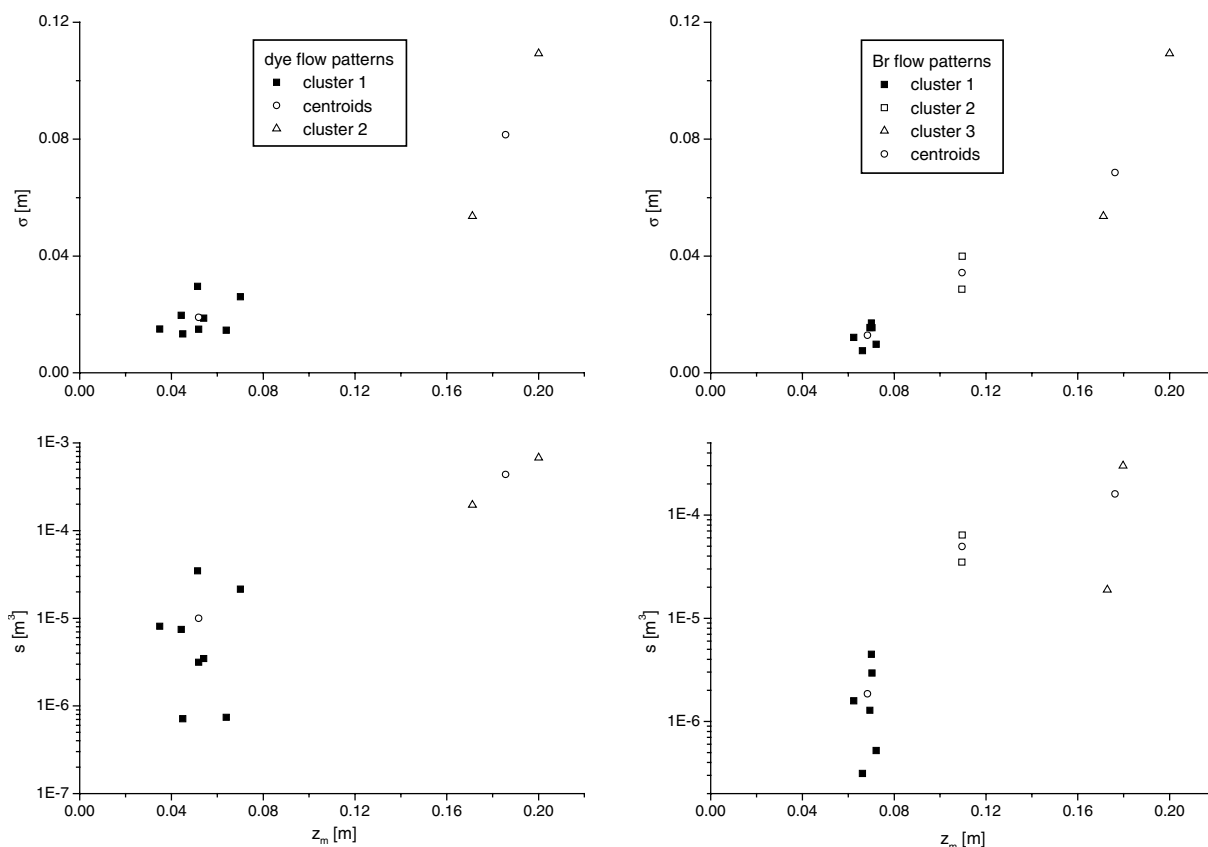 0.12
0.08
0.04
0.00
σ [m]
dye flow patterns
cluster 1
centroids
cluster 2
0.00 0.04 0.08 0.12 0.16 0.20
0.12
0.08
0.04
0.00
σ [m]
Br flow patterns
cluster 1
cluster 2
cluster 3
centroids
0.00 0.04 0.08 0.12 0.16 0.20
1E-3
1E-4
1E-5
1E-6
1E-7
s [m³]
0.00 0.04 0.08 0.12 0.16 0.20
z_m [m]
1E-4
1E-5
1E-6
s [m³]
0.00 0.04 0.08 0.12 0.16 0.20
z_m [m]